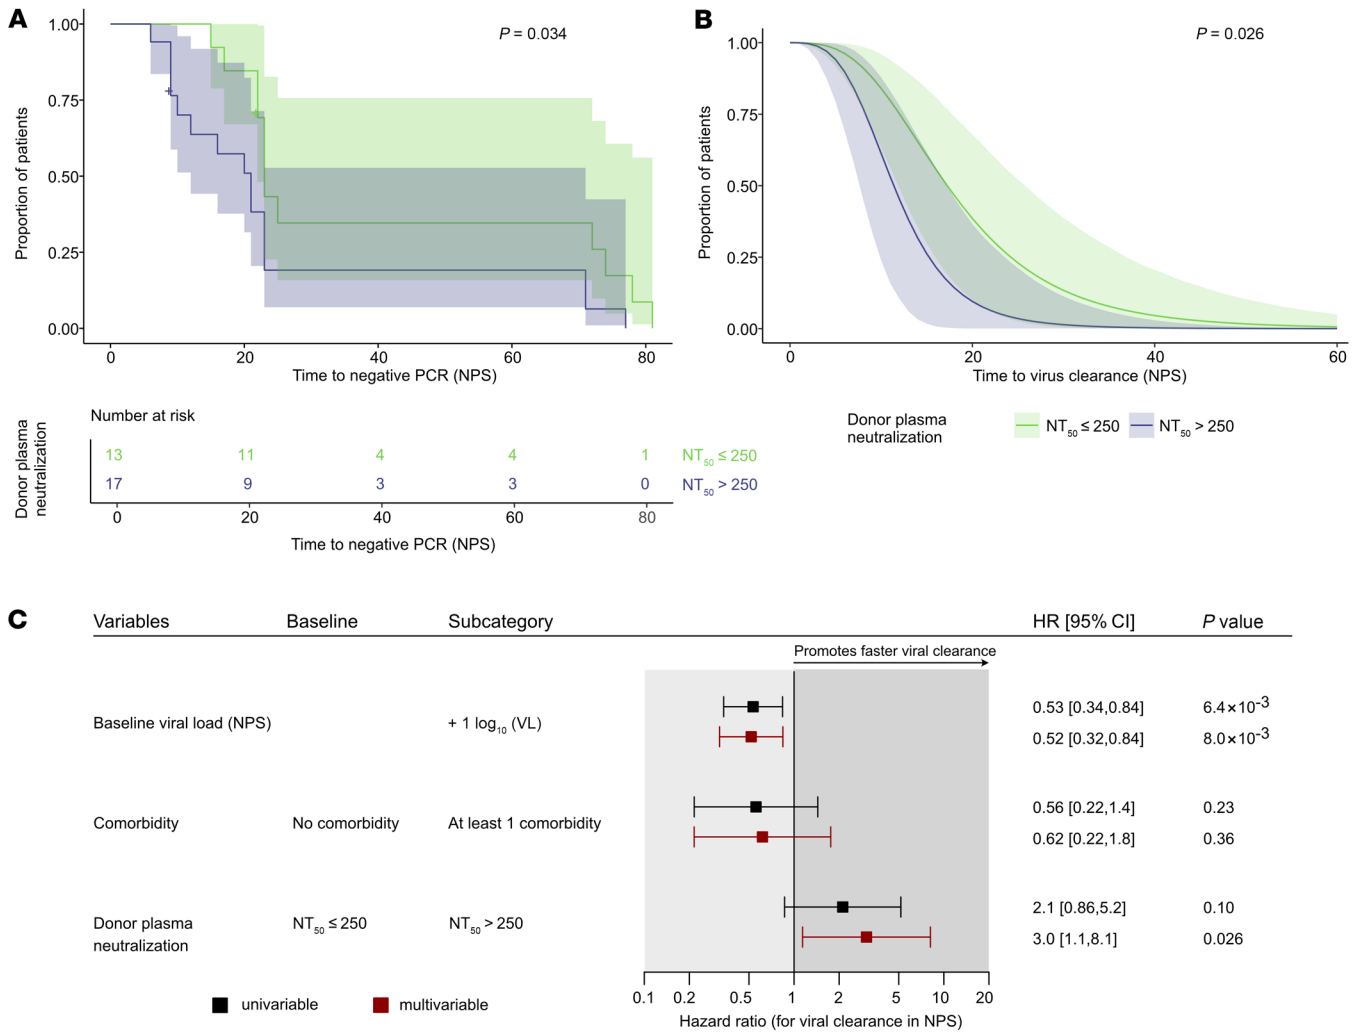 A
P = 0.034
1.00
0.75
0.50
0.25
0.00
Proportion of patients
0 20 40 60 80
Time to negative PCR (NPS)
Number at risk
Donor plasma
neutralization
13 11 4 4 1 NT50 ≤ 250
17 9 3 3 0 NT50 > 250
0 20 40 60 80
Time to negative PCR (NPS)
B
P = 0.026
1.00
0.75
0.50
0.25
0.00
Proportion of patients
0 20 40 60
Time to virus clearance (NPS)
Donor plasma
neutralization
NT50 ≤ 250 NT50 > 250
C
Variables Baseline Subcategory HR [95% CI] P value
Promotes faster viral clearance
Baseline viral load (NPS) + 1 log10 (VL)
0.53 [0.34,0.84] 6.4×10-3
0.52 [0.32,0.84] 8.0×10-3
Comorbidity No comorbidity At least 1 comorbidity
0.56 [0.22,1.4] 0.23
0.62 [0.22,1.8] 0.36
Donor plasma
neutralization
NT50 ≤ 250 NT50 > 250
2.1 [0.86,5.2] 0.10
3.0 [1.1,8.1] 0.026
0.1 0.2 0.5 1 2 5 10 20
Hazard ratio (for viral clearance in NPS)
univariable multivariable